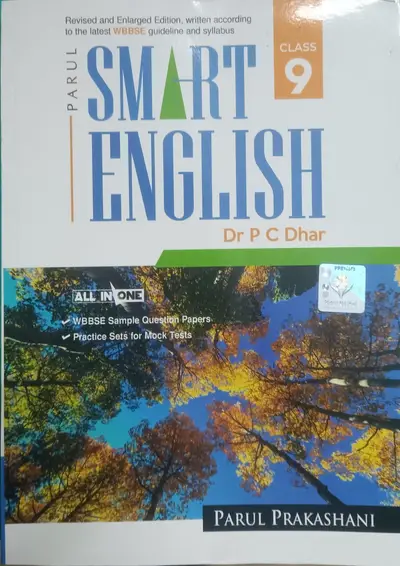 Revised and Enlarged Edition, written according
to the latest WBBSE guideline and syllabus
CLASS
9
PARUL
SMART
ENGLISH
Dr P C Dhar
ALL IN ONE
✔ WBBSE Sample Question Papers
✔ Practice Sets for Mock Tests
PARUL PRAKASHANI